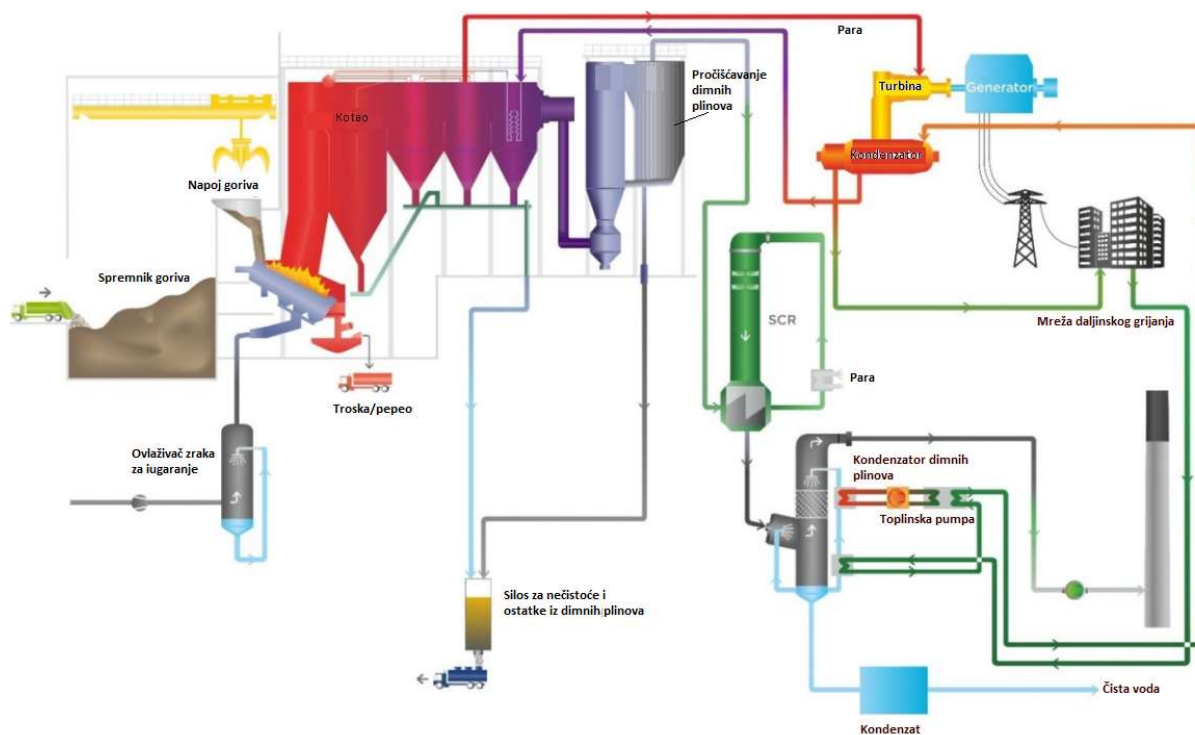 Para
Pročišćavanje
dimnih
plinova
Turbina
Generator
Kotao
Kondenzator
Napoj goriva
Spremnik goriva
SCR
Mreža daljinskog grijanja
Para
Troska/pepeo
Ovlaživač zraka
za iugaranje
Kondenzator dimnih
plinova
Toplinska pumpa
Silos za nečistoće i
ostatke iz dimnih plinova
Čista voda
Kondenzat